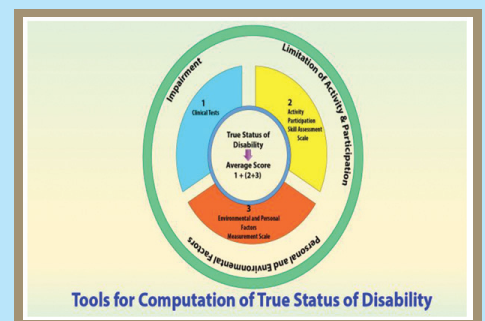 Impairment
Limitation of Activity & Participation
1
Clinical Tests
2
Activity
Participation
Skill Assessment
Scale
True Status of
Disability
Average Score
1 + (2+3)
3
Environmental and Personal
Factors
Measurement Scale
Personal and Environmental Factors
Tools for Computation of True Status of Disability